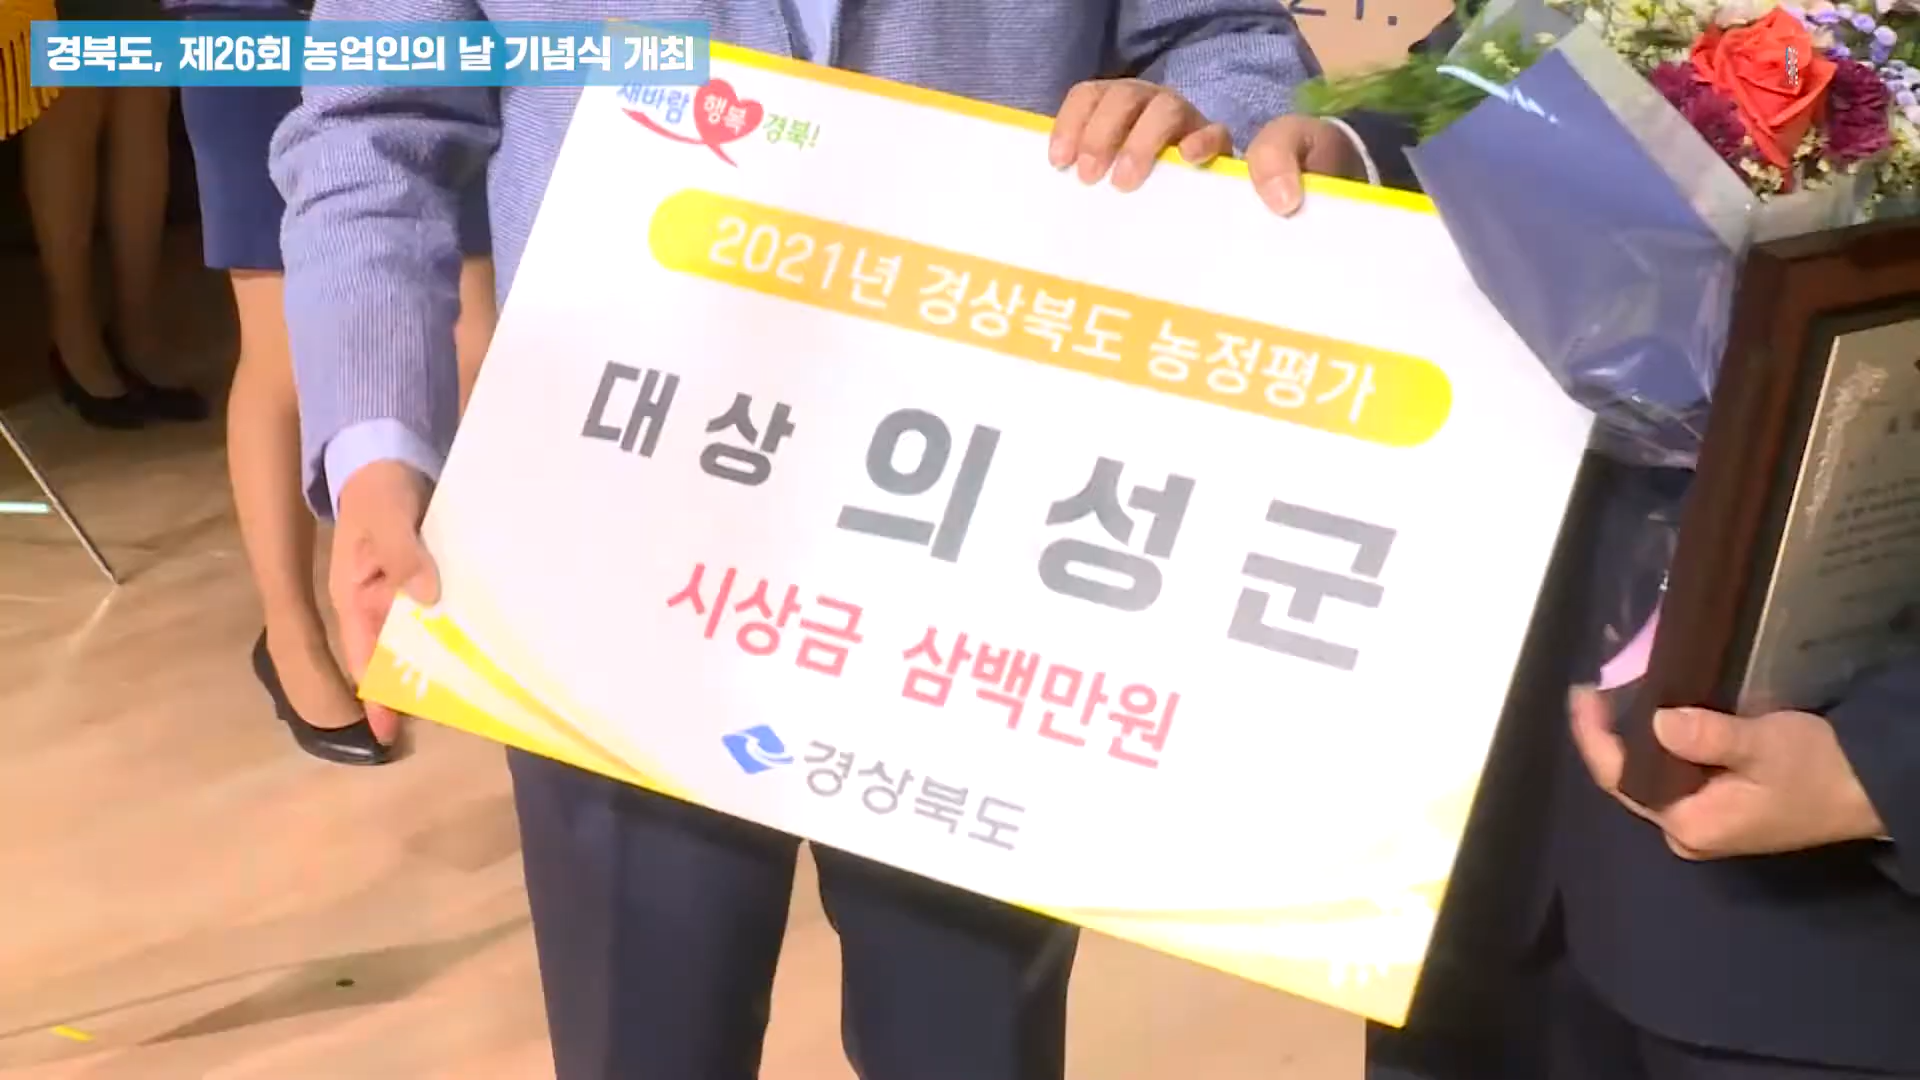 경북도, 제26회 농업인의 날 기념식 개최
새바람 행복 경북!
2021년 경상북도 농정평가
대상 의성군
시상금 삼백만원
경상북도
21.